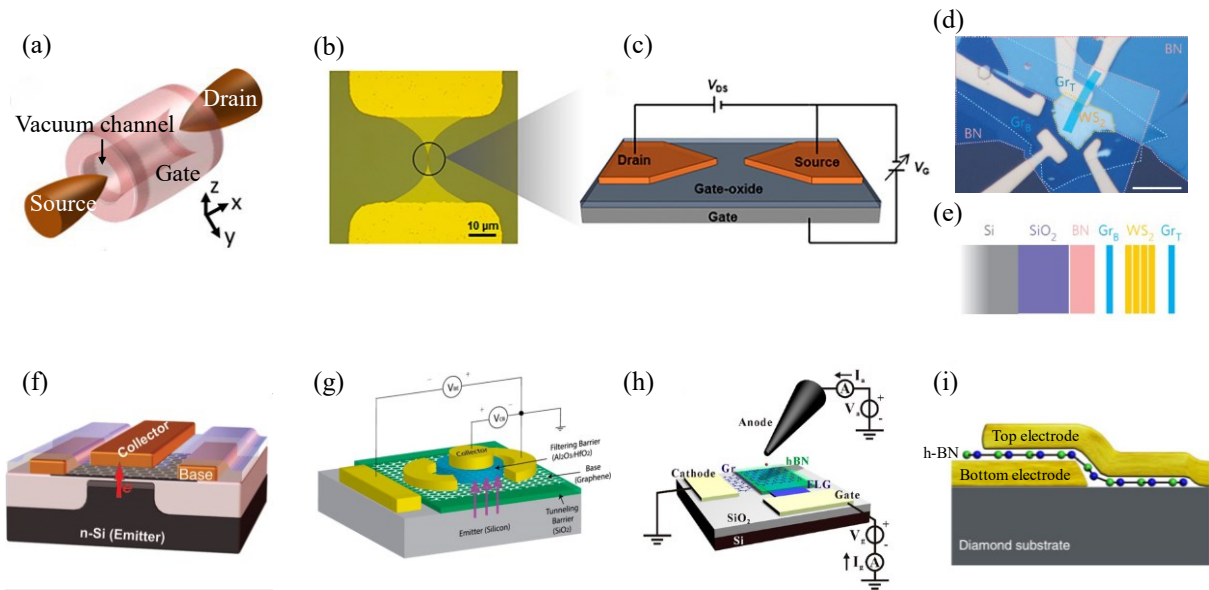 (a)
Drain
Vacuum channel
Gate
Source
z
x
y
(b)
10 μm
(c)
VDS
Drain
Source
VG
Gate-oxide
Gate
(d)
BN
GrT
WS2
GrB
BN
(e)
Si
SiO2
BN
GrB
WS2
GrT
(f)
Collector
Base
e
n-Si (Emitter)
(g)
- VBE +
- VCB +
Collector
Filtering Barrier
(Al2O3/HfO2)
Base
(Graphene)
Emitter (Silicon)
Tunneling
Barrier
(SiO2)
(h)
Ia
A
+
Va
-
Anode
Gr
hBN
Cathode
FLG
Gate
SiO2
Si
+
Vg
-
Ig
A
(i)
Top electrode
h-BN
Bottom electrode
Diamond substrate